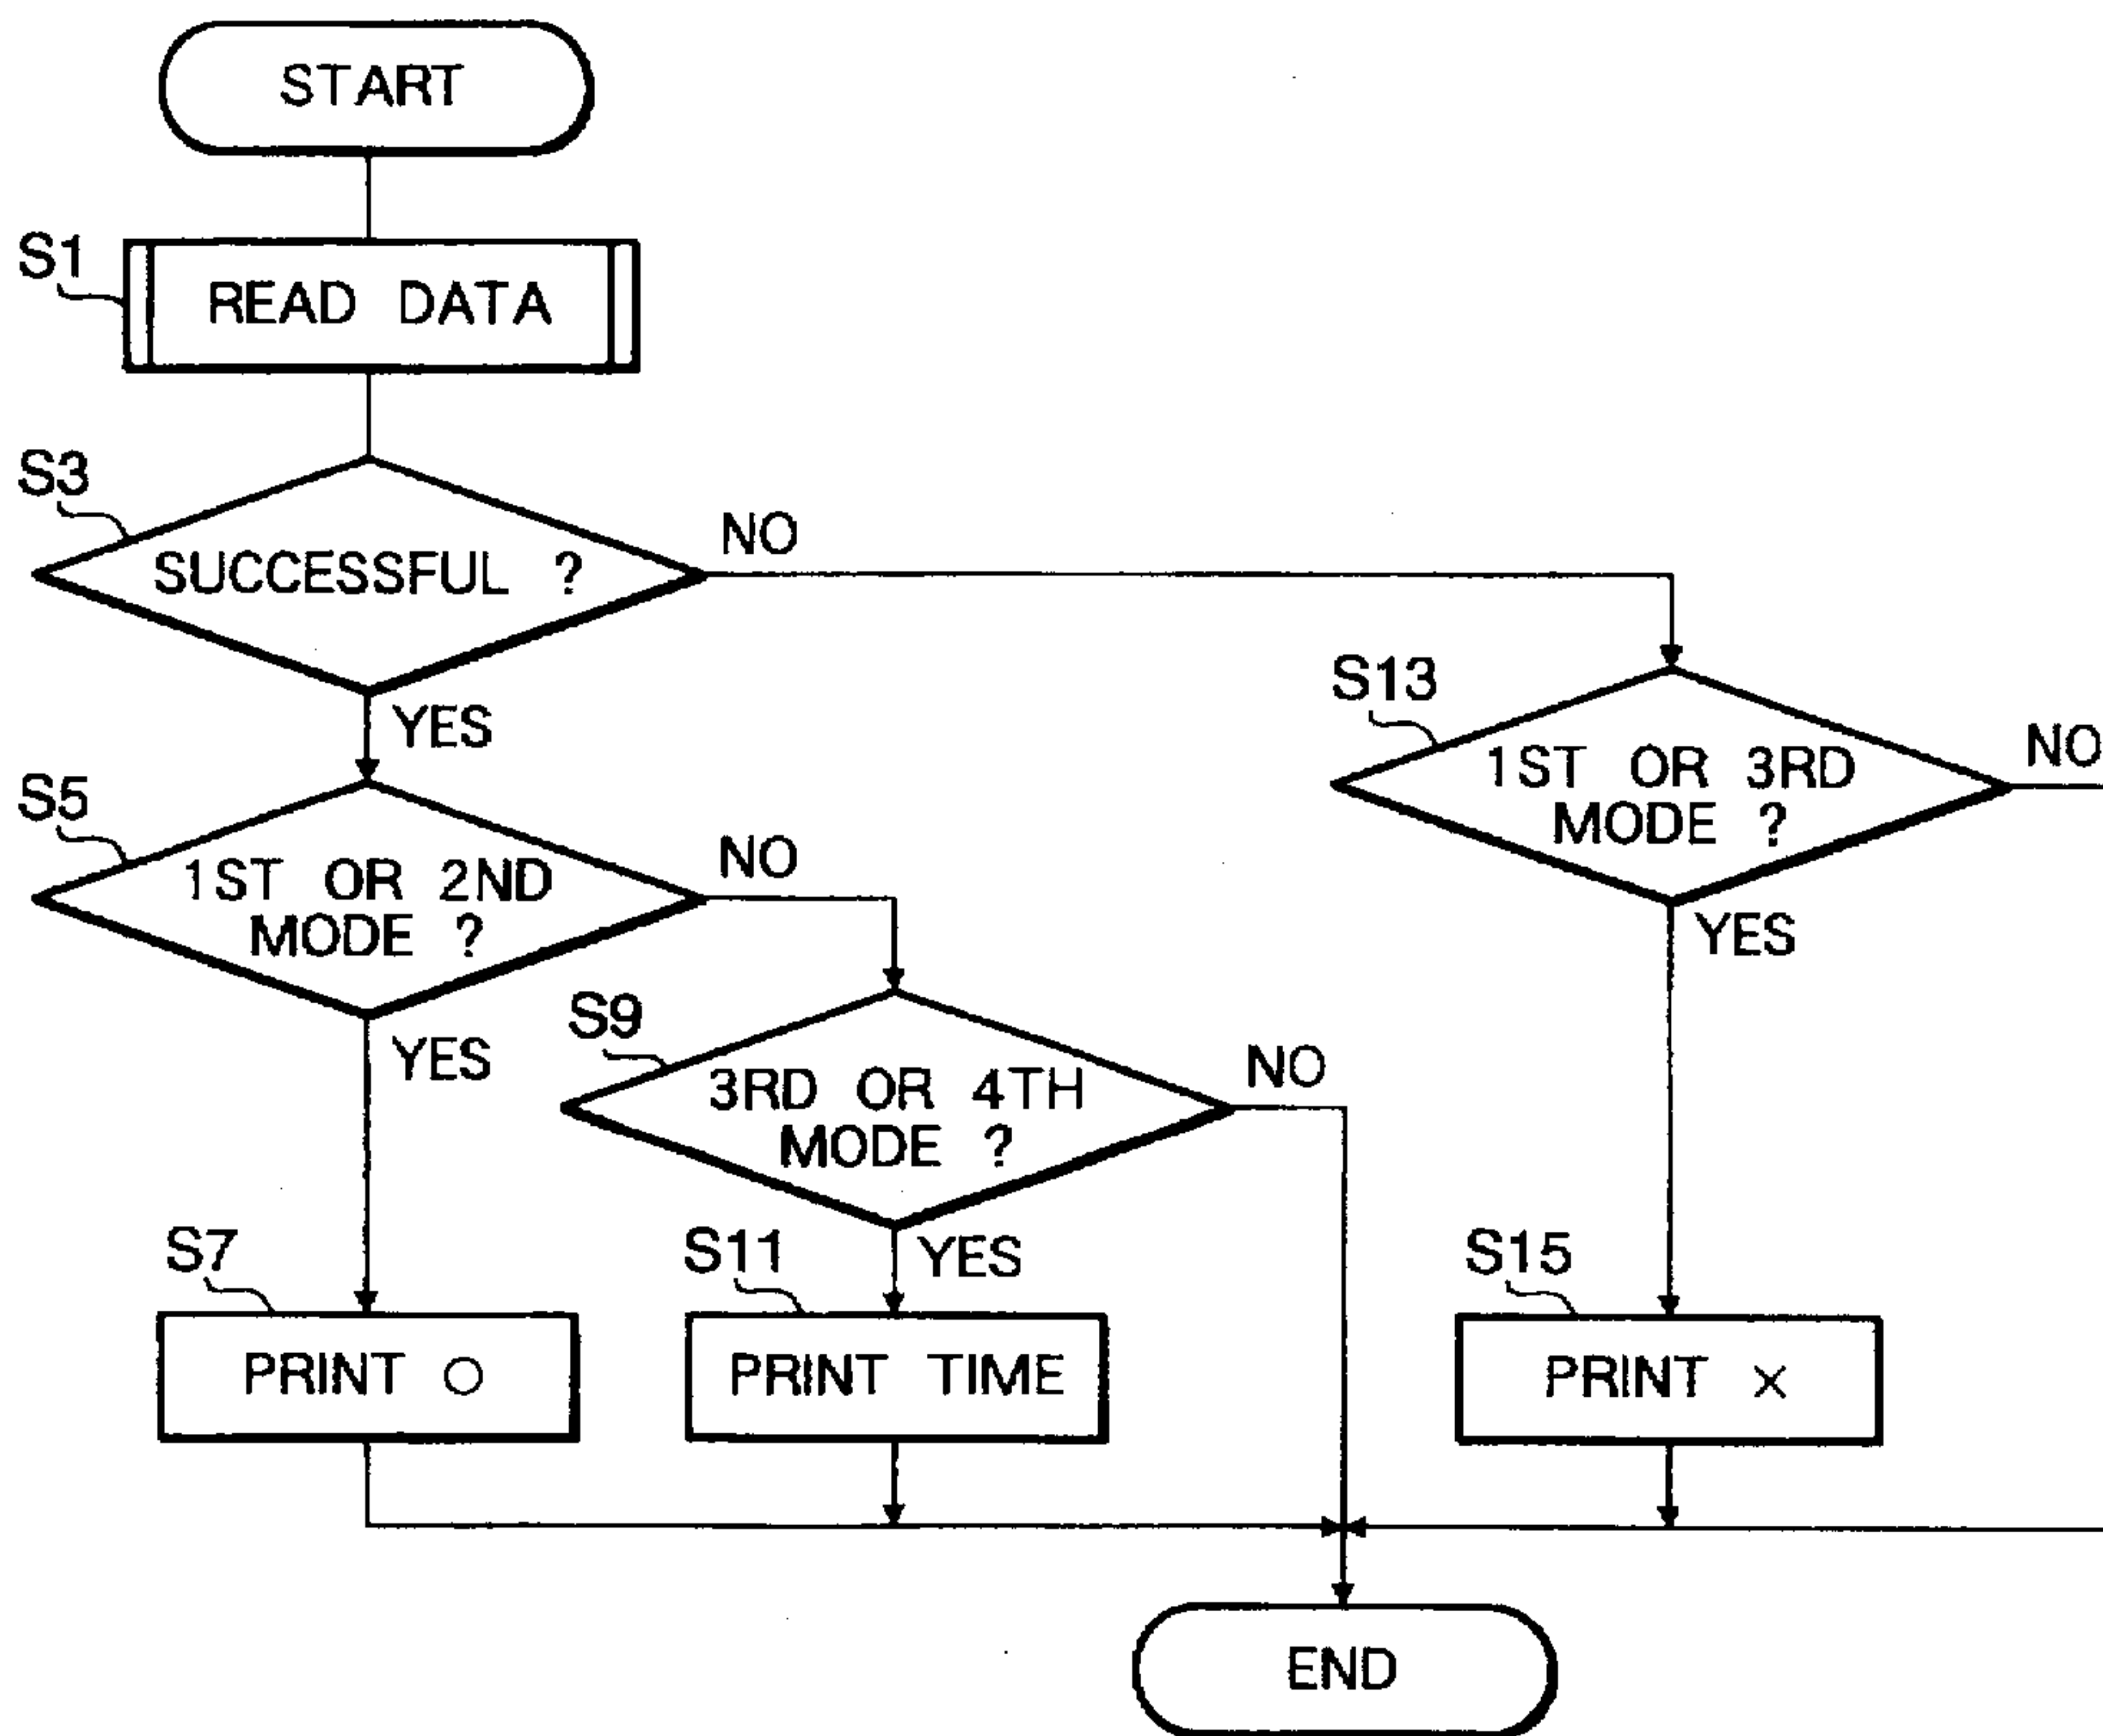 START
S1
READ DATA
S3
SUCCESSFUL ?
NO
YES
S13
1ST OR 3RD
MODE ?
NO
YES
S5
1ST OR 2ND
MODE ?
NO
YES
S9
3RD OR 4TH
MODE ?
NO
YES
S7
PRINT ○
S11
PRINT TIME
S15
PRINT ×
END